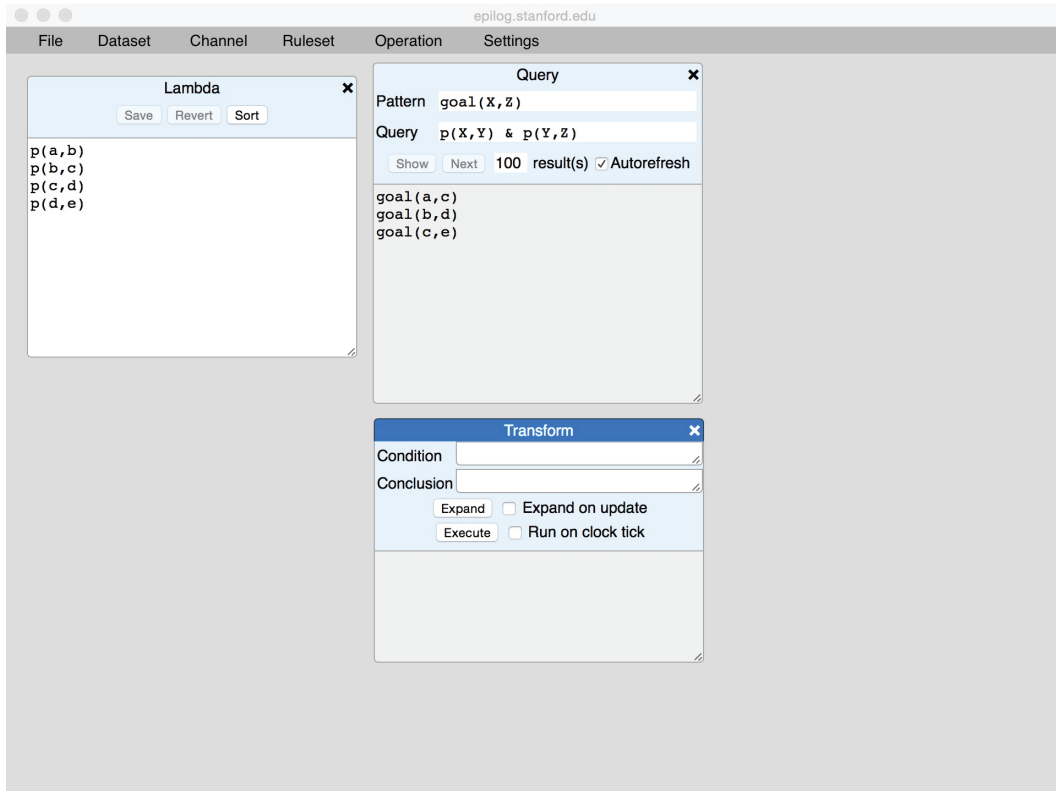 epilog.stanford.edu
File Dataset Channel Ruleset Operation Settings
Lambda
Save Revert Sort
p(a,b)
p(b,c)
p(c,d)
p(d,e)
Query
Pattern goal(X,Z)
Query p(X,Y) & p(Y,Z)
Show Next 100 result(s) Autorefresh
goal(a,c)
goal(b,d)
goal(c,e)
Transform
Condition
Conclusion
Expand Expand on update
Execute Run on clock tick